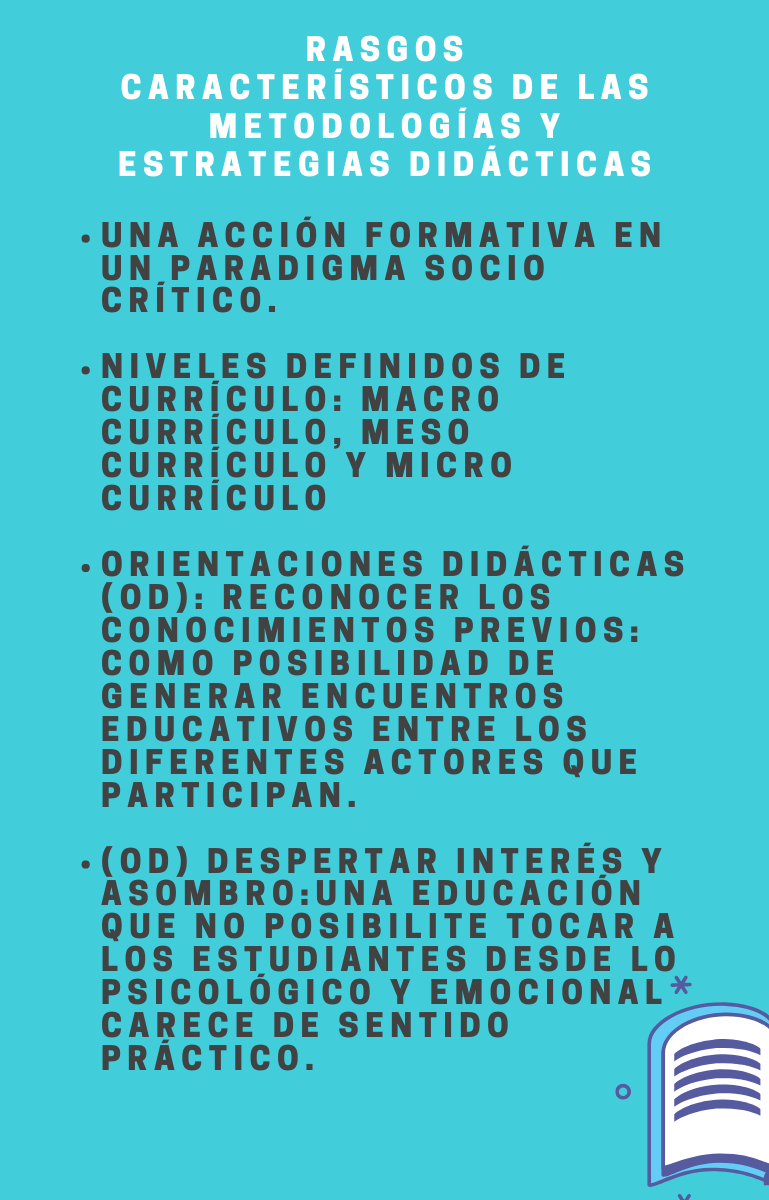 RASGOS
CARACTERÍSTICOS DE LAS
METODOLOGÍAS Y
ESTRATEGIAS DIDÁCTICAS
• UNA ACCIÓN FORMATIVA EN
UN PARADIGMA SOCIO
CRÍTICO.
• NIVELES DEFINIDOS DE
CURRÍCULO: MACRO
CURRÍCULO, MESO
CURRÍCULO Y MICRO
CURRÍCULO
• ORIENTACIONES DIDÁCTICAS
(OD): RECONOCER LOS
CONOCIMIENTOS PREVIOS:
COMO POSIBILIDAD DE
GENERAR ENCUENTROS
EDUCATIVOS ENTRE LOS
DIFERENTES ACTORES QUE
PARTICIPAN.
• (OD) DESPERTAR INTERÉS Y
ASOMBRO:UNA EDUCACIÓN
QUE NO POSIBILITE TOCAR A
LOS ESTUDIANTES DESDE LO
PSICOLÓGICO Y EMOCIONAL
CARECE DE SENTIDO
PRÁCTICO.